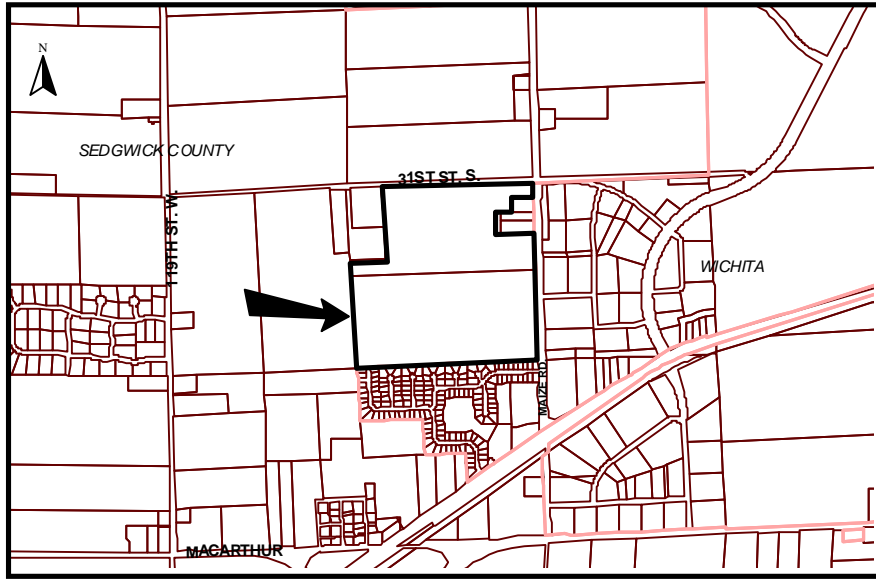 N
SEDGWICK COUNTY
31ST ST. S.
119TH ST. W.
WICHITA
MAIZE RD.
MACARTHUR